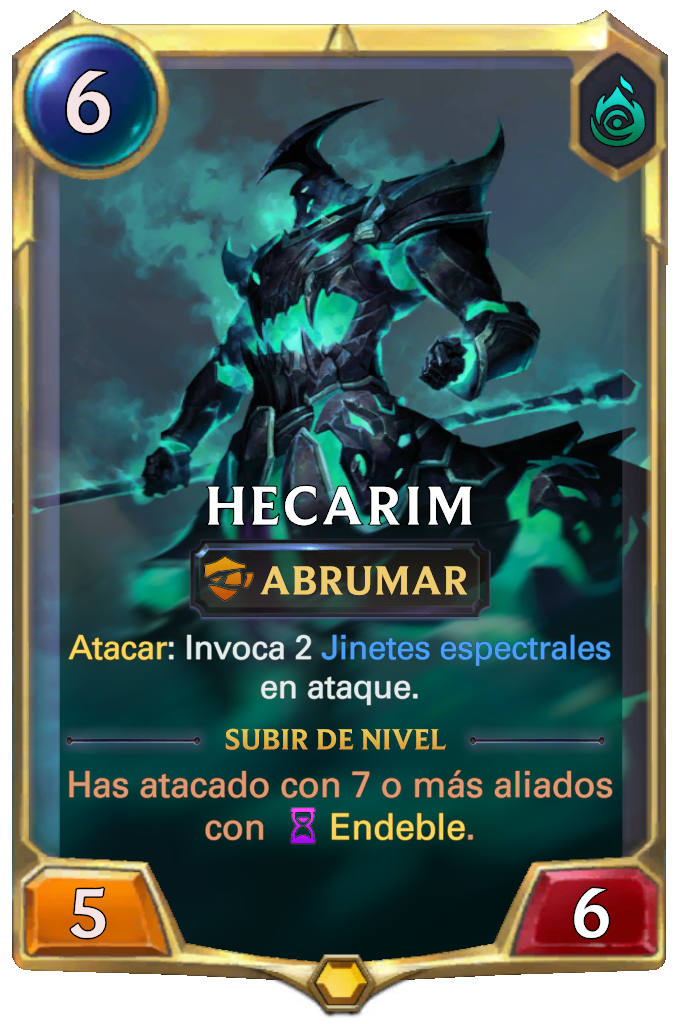 6
HECARIM
ABRUMAR
Atacar: Invoca 2 Jinetes espectrales
en ataque.
SUBIR DE NIVEL
Has atacado con 7 o más aliados
con Endeble.
5
6